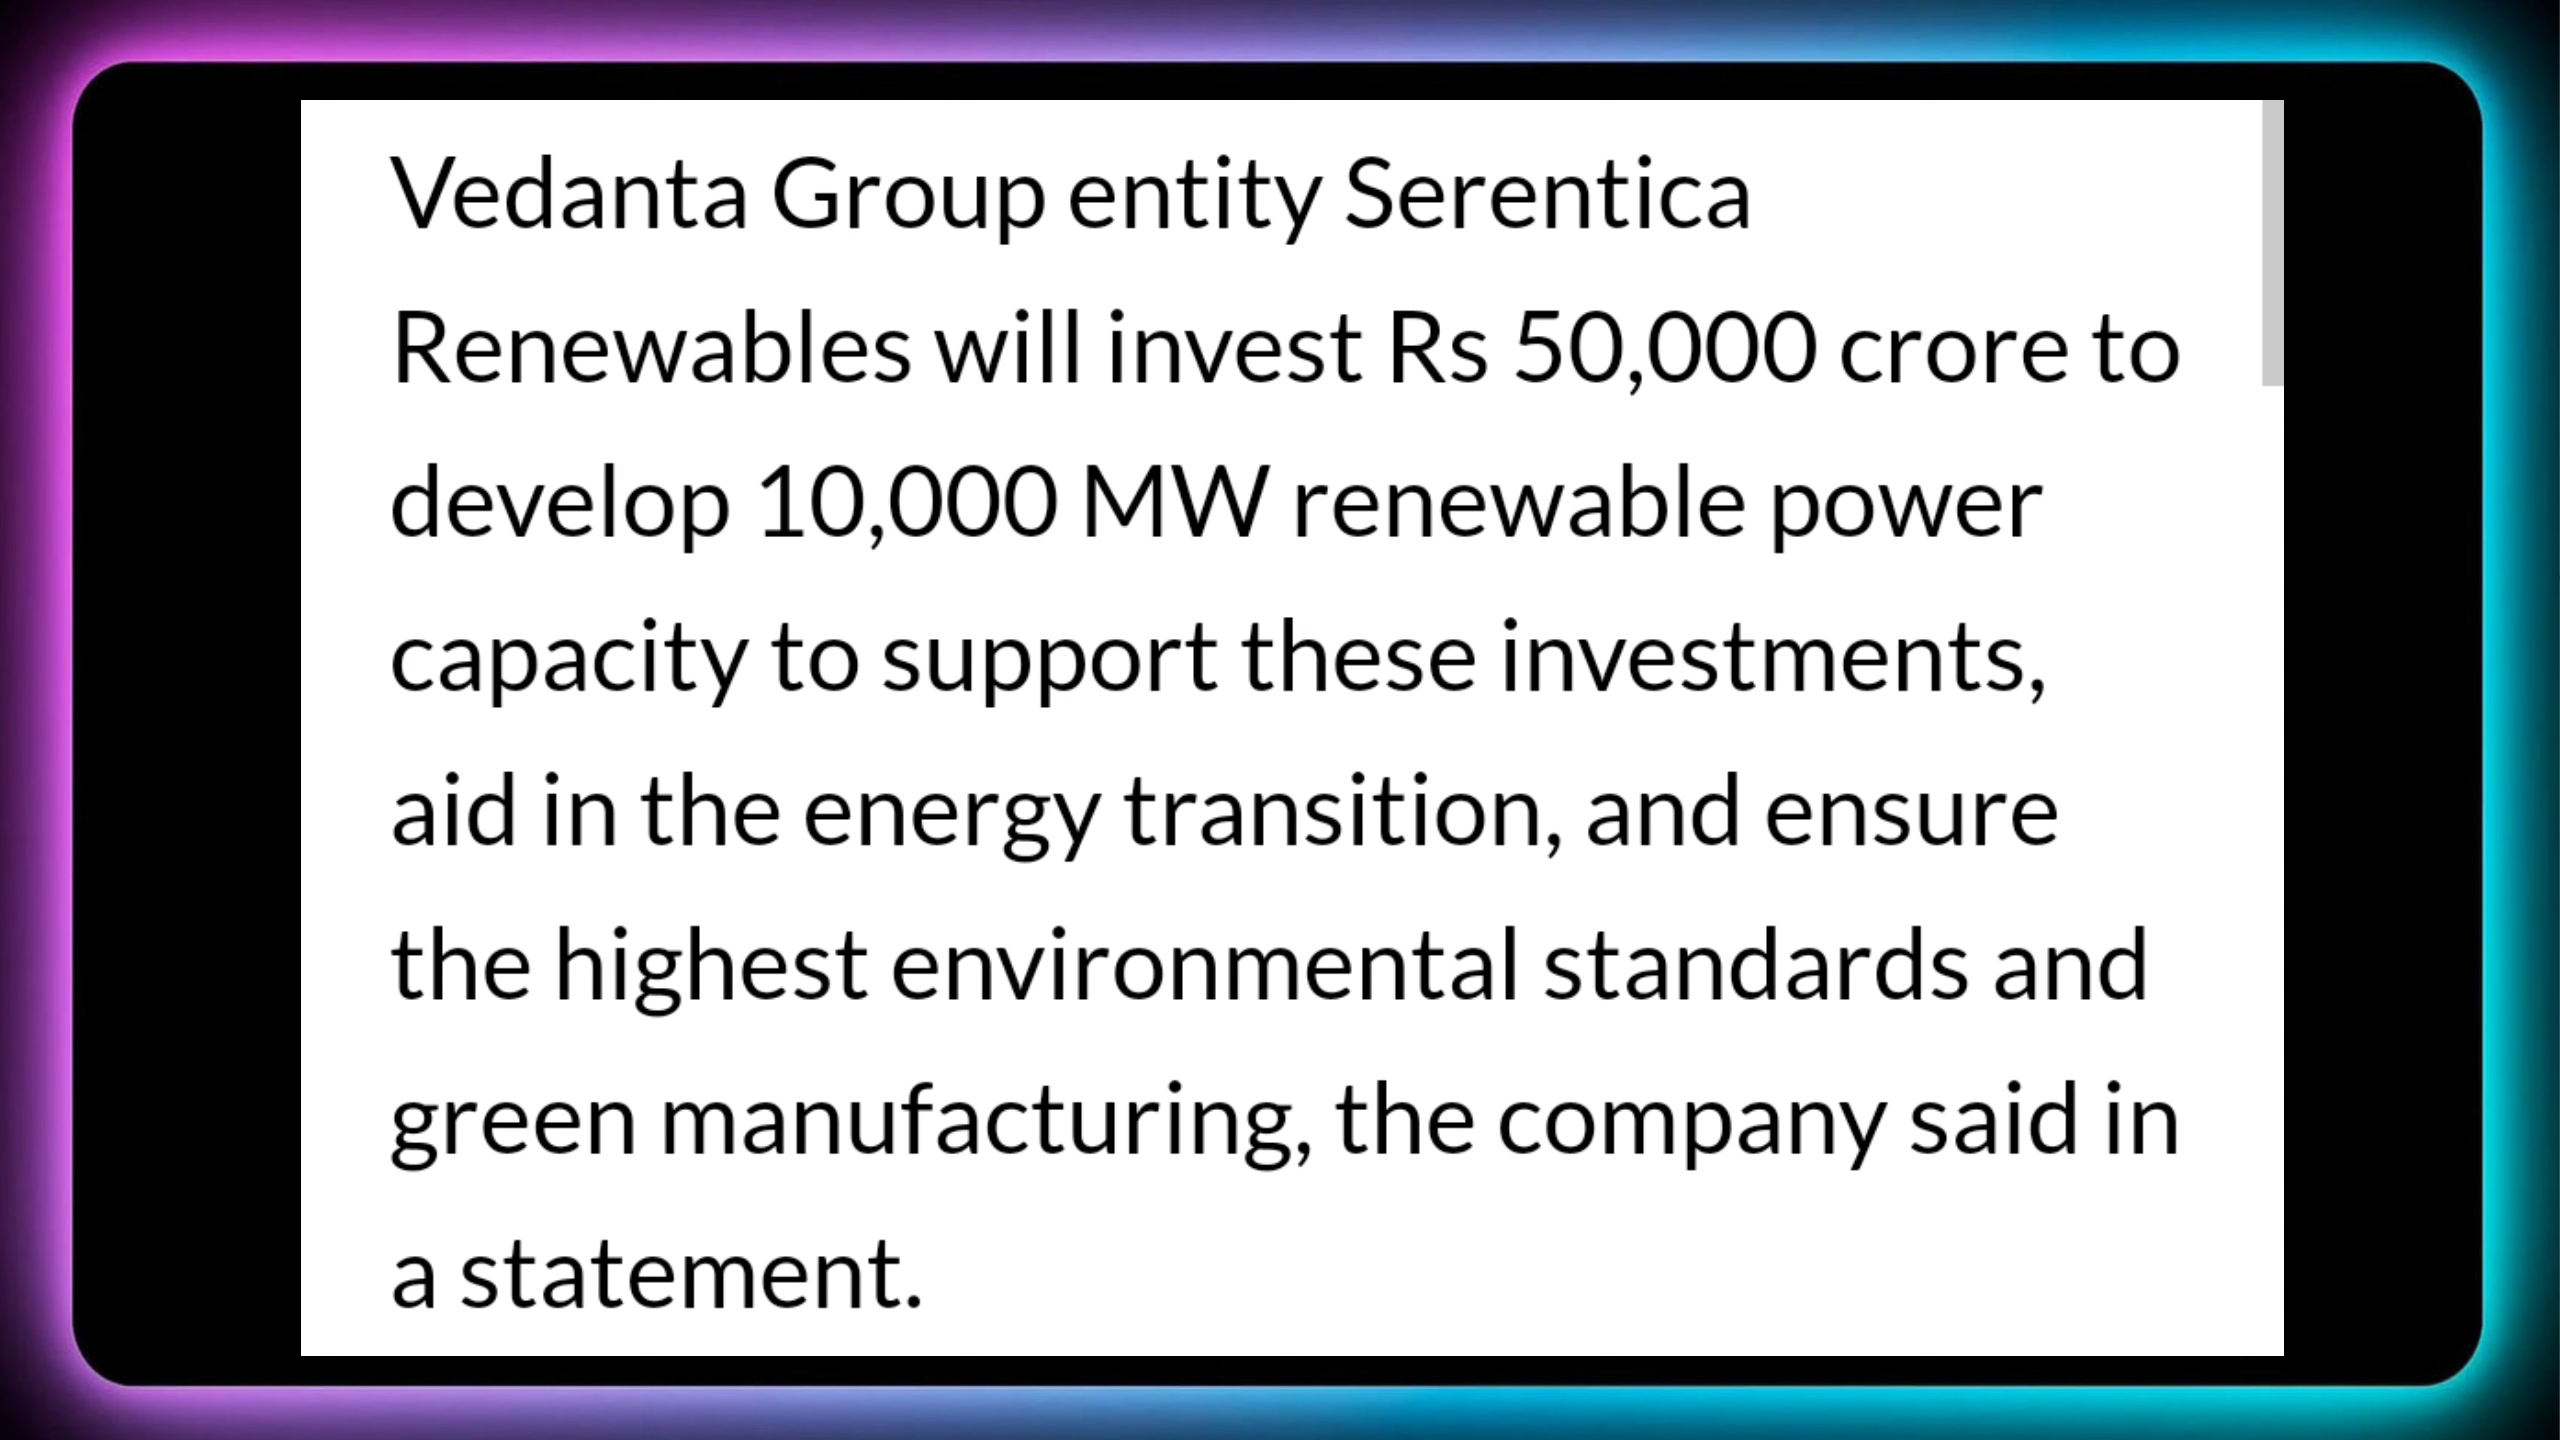 Vedanta Group entity Serentica
Renewables will invest Rs 50,000 crore to
develop 10,000 MW renewable power
capacity to support these investments,
aid in the energy transition, and ensure
the highest environmental standards and
green manufacturing, the company said in
a statement.